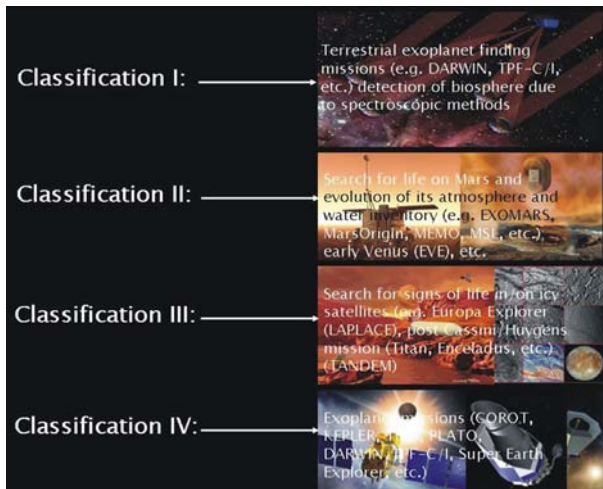 Classification I:
Terrestrial exoplanet finding
missions (e.g. DARWIN, TPF-C/I,
etc.) detection of biosphere due
to spectroscopic methods
Classification II:
Search for life on Mars and
evolution of its atmosphere and
water inventory (e.g. EXOMARS,
MarsOrigin, MEMO, MSL, etc.)
early Venus (EVE), etc.
Classification III:
Search for signs of life in/on icy
satellites (e.g. Europa Explorer
(LAPLACE), post Cassini/Huygens
mission (Titan, Enceladus, etc.)
(TANDEM)
Classification IV:
Exoplanet missions (COROT,
KEPLER, PLATO,
DARWIN, TPF-C/I, Super Earth
Explorer, etc.)